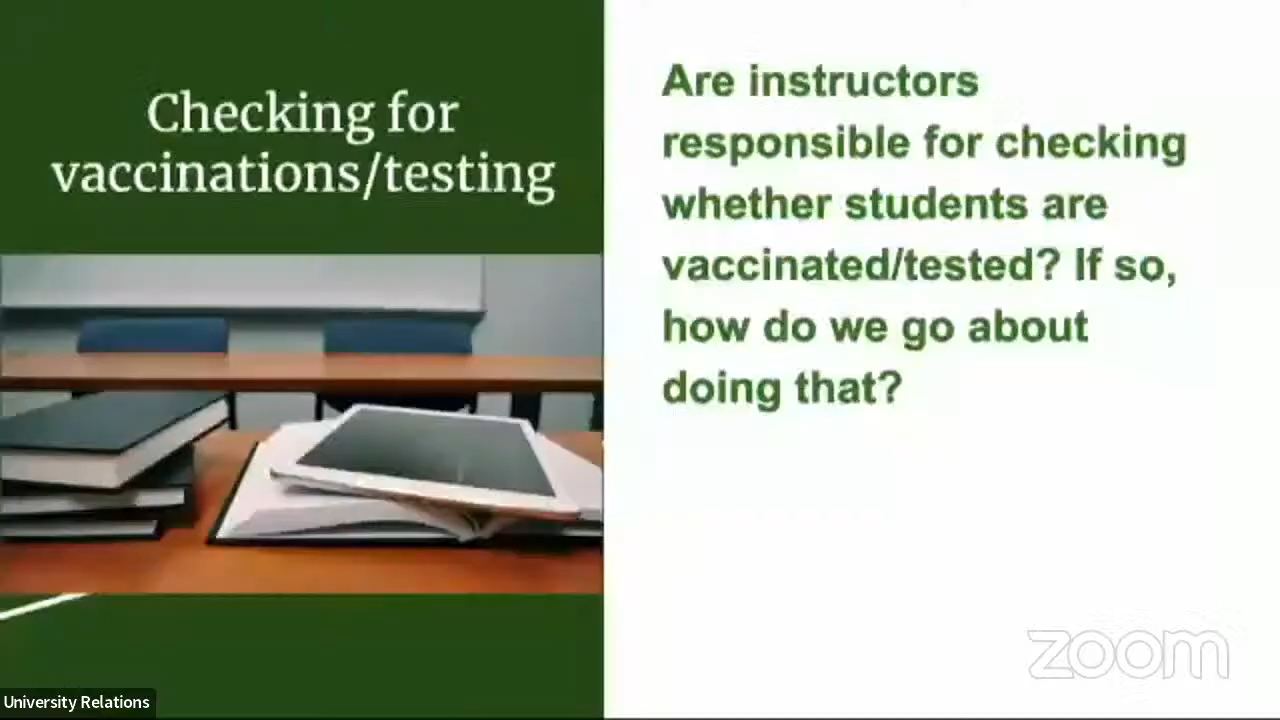 Checking for
vaccinations/testing
Are instructors
responsible for checking
whether students are
vaccinated/tested? If so,
how do we go about
doing that?
zoom
University Relations